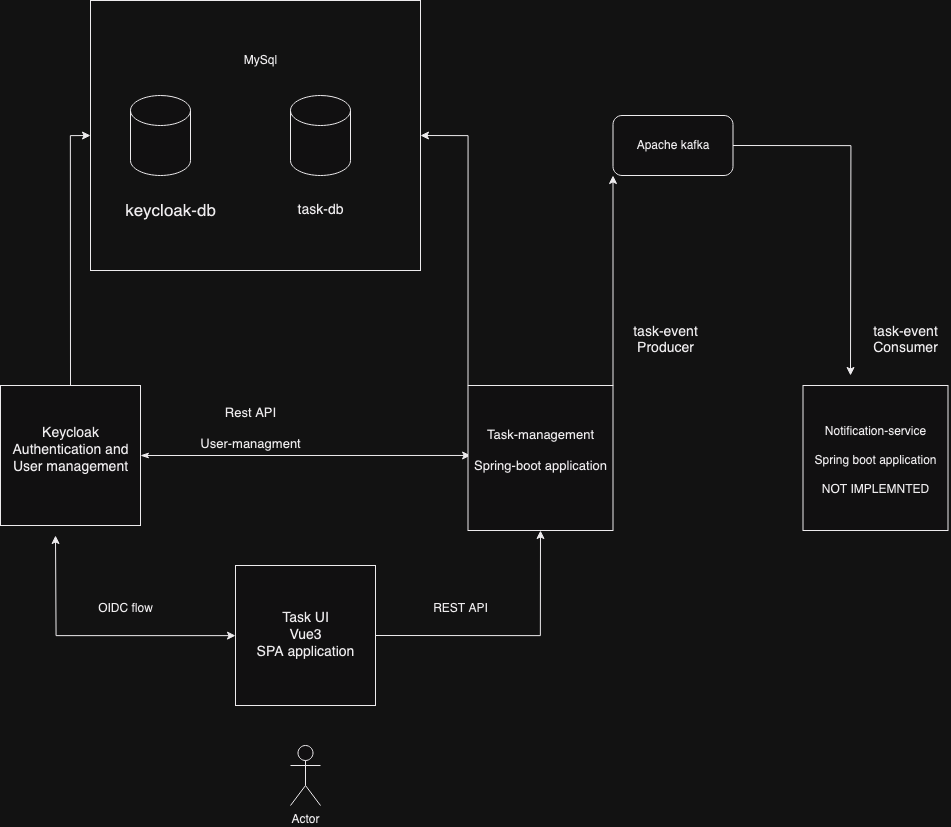 MySql
keycloak-db
task-db
Apache kafka
task-event
Producer
task-event
Consumer
Keycloak
Authentication and
User management
Rest API
User-managment
Task-management
Spring-boot application
Notification-service
Spring boot application
NOT IMPLEMNTED
OIDC flow
Task UI
Vue3
SPA application
REST API
Actor